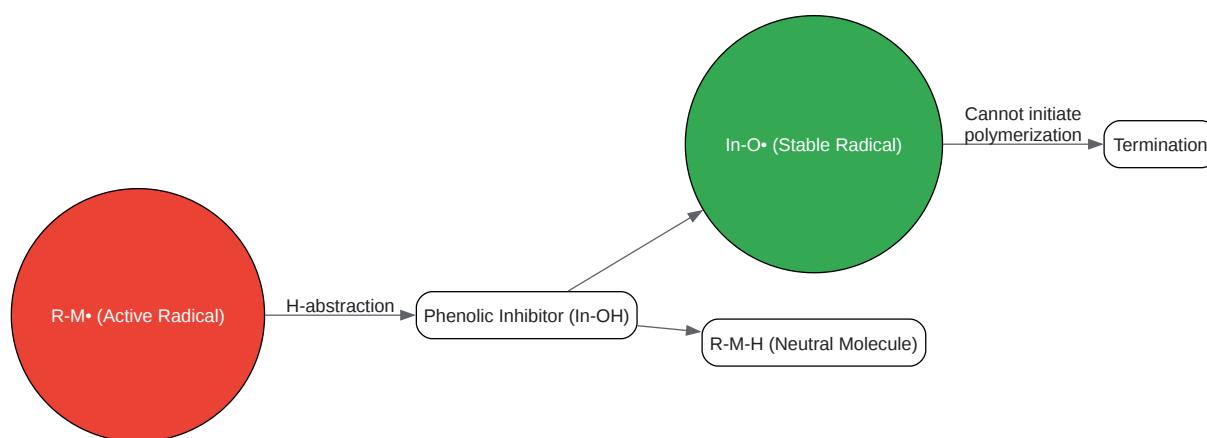 R-M• (Active Radical)
H-abstraction
Phenolic Inhibitor (In-OH)
In-O• (Stable Radical)
R-M-H (Neutral Molecule)
Cannot initiate
polymerization
Termination